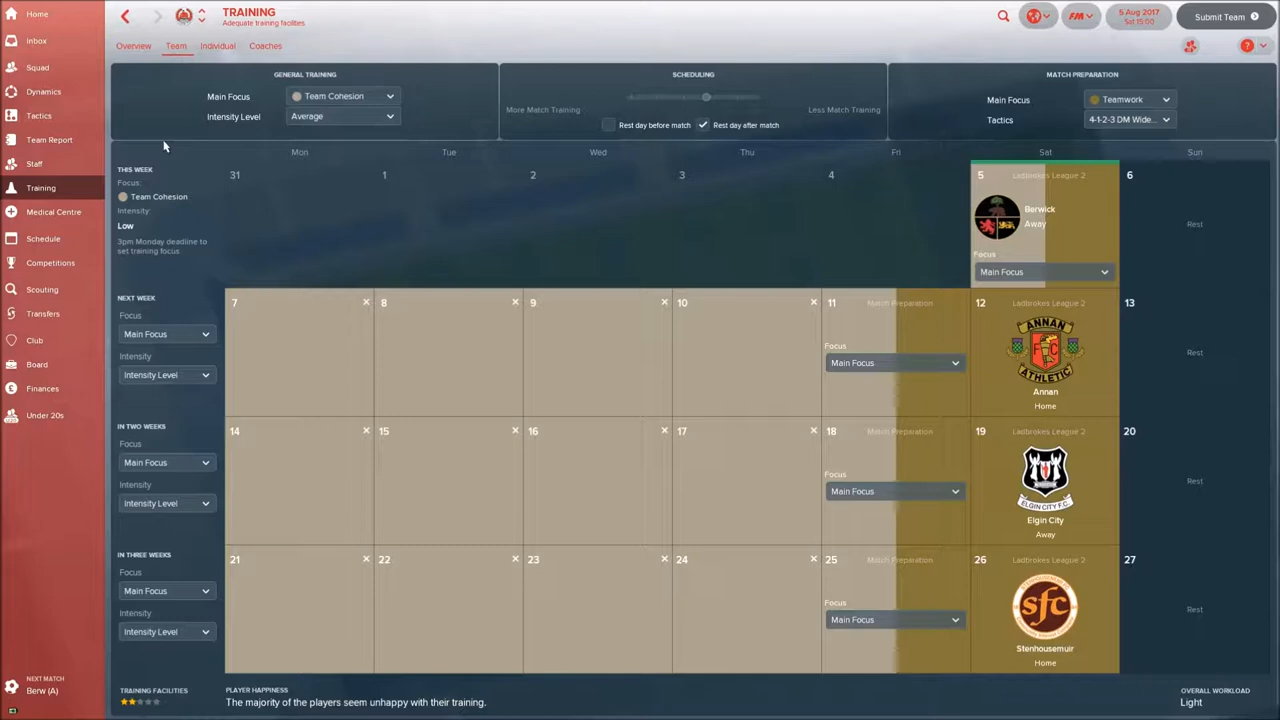 Home
Inbox
Squad
Dynamics
Tactics
Team Report
Staff
Training
Medical Centre
Schedule
Competitions
Scouting
Transfers
Club
Board
Finances
Under 20s
NEXT MATCH
Berw (A)
TRAINING
Adequate training facilities
FM
5 Aug 2017
Sat 15:00
Submit Team
Overview Team Individual Coaches
?
GENERAL TRAINING
Main Focus Team Cohesion
Intensity Level Average
SCHEDULING
More Match Training Less Match Training
Rest day before match Rest day after match
MATCH PREPARATION
Main Focus Teamwork
Tactics 4-1-2-3 DM Wide...
Mon Tue Wed Thu Fri Sat Sun
THIS WEEK
Focus:
Team Cohesion
Intensity:
Low
3pm Monday deadline to
set training focus
31 1 2 3 4 5 Ladbrokes League 2 6
Berwick
Away
Rest
Focus
Main Focus
NEXT WEEK
Focus
Main Focus
Intensity
Intensity Level
7 8 9 10 11 Match Preparation 12 Ladbrokes League 2 13
Focus
Main Focus
ANNAN
ATHLETIC
Annan
Home
Rest
IN TWO WEEKS
Focus
Main Focus
Intensity
Intensity Level
14 15 16 17 18 Match Preparation 19 Ladbrokes League 2 20
Focus
Main Focus
ELGIN CITY F.C.
Elgin City
Away
Rest
IN THREE WEEKS
Focus
Main Focus
Intensity
Intensity Level
21 22 23 24 25 Match Preparation 26 Ladbrokes League 2 27
Focus
Main Focus
sfc
Stenhousemuir
Home
Rest
TRAINING FACILITIES
PLAYER HAPPINESS
The majority of the players seem unhappy with their training.
OVERALL WORKLOAD
Light